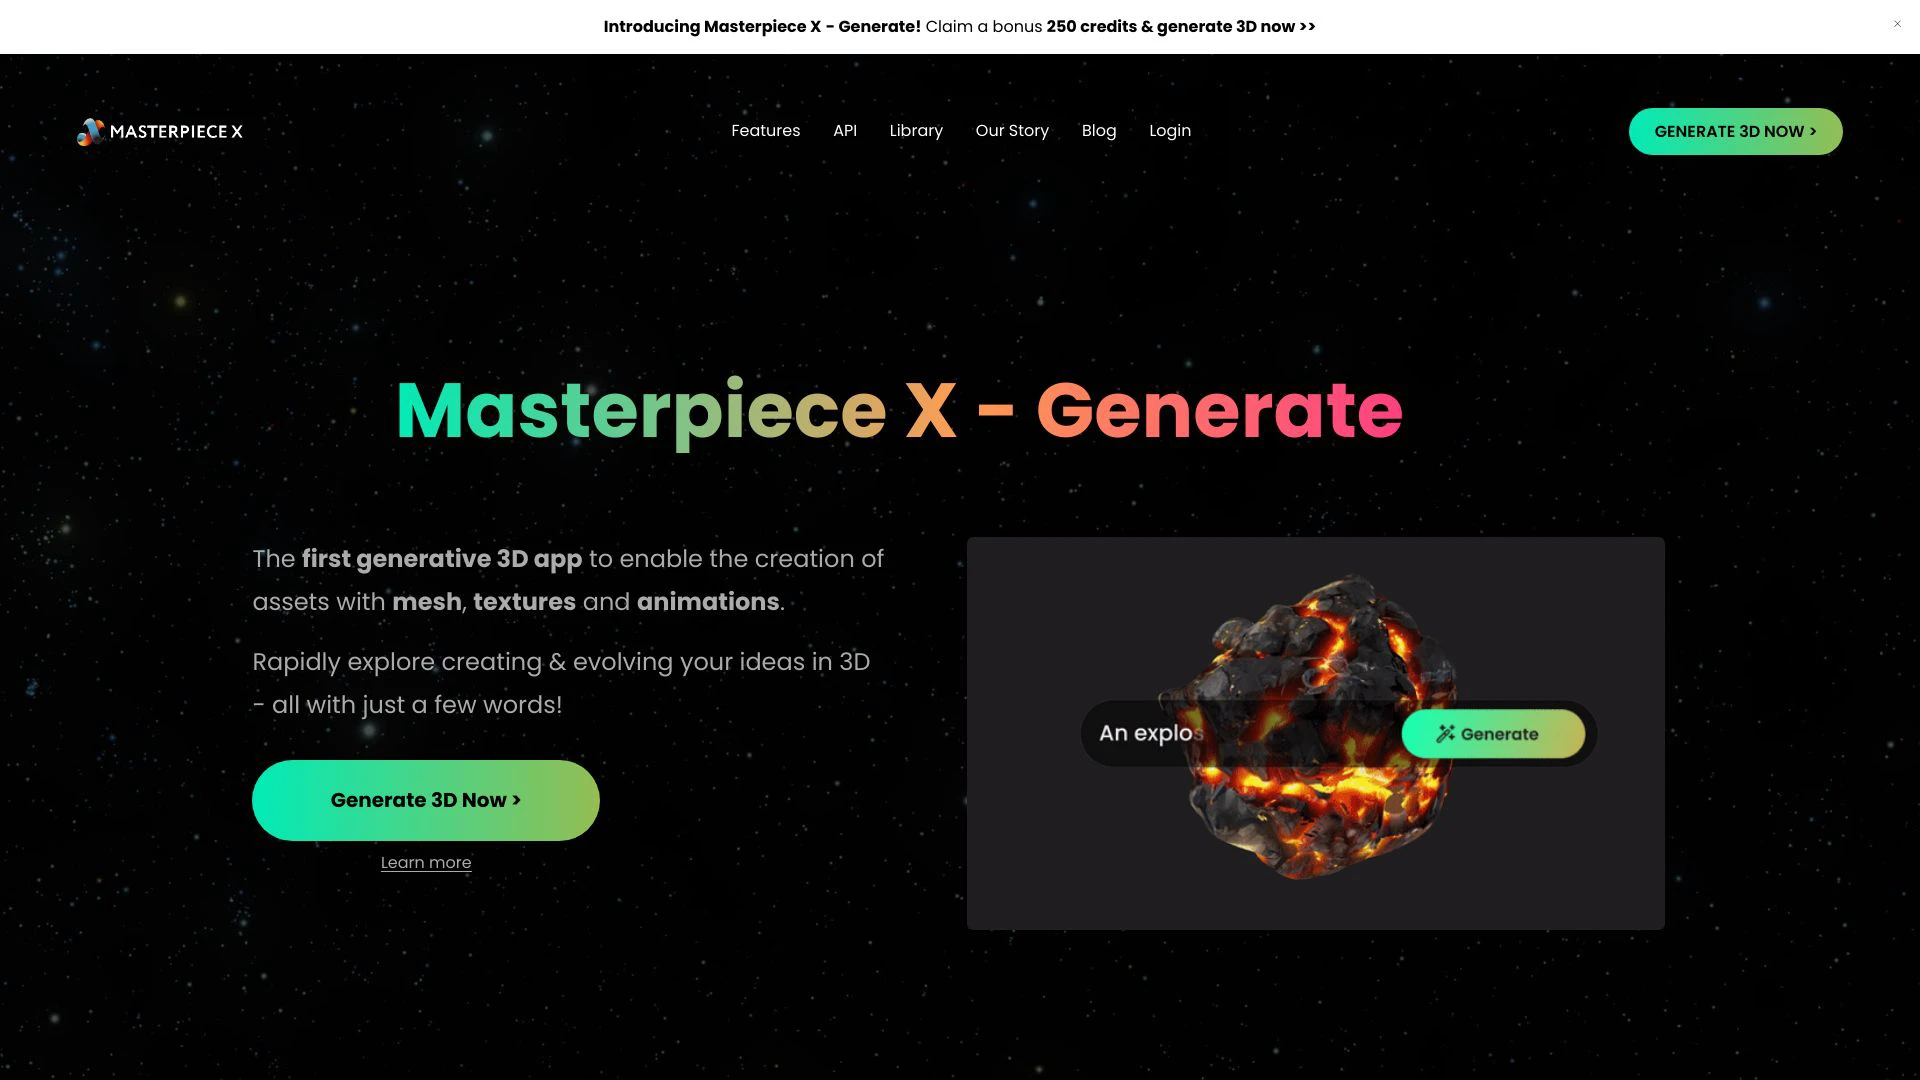 Introducing Masterpiece X - Generate! Claim a bonus 250 credits & generate 3D now >>
×
MASTERPIECE X
Features API Library Our Story Blog Login
GENERATE 3D NOW >
Masterpiece X - Generate
The first generative 3D app to enable the creation of
assets with mesh, textures and animations.
Rapidly explore creating & evolving your ideas in 3D
- all with just a few words!
Generate 3D Now >
Learn more
An explos
Generate